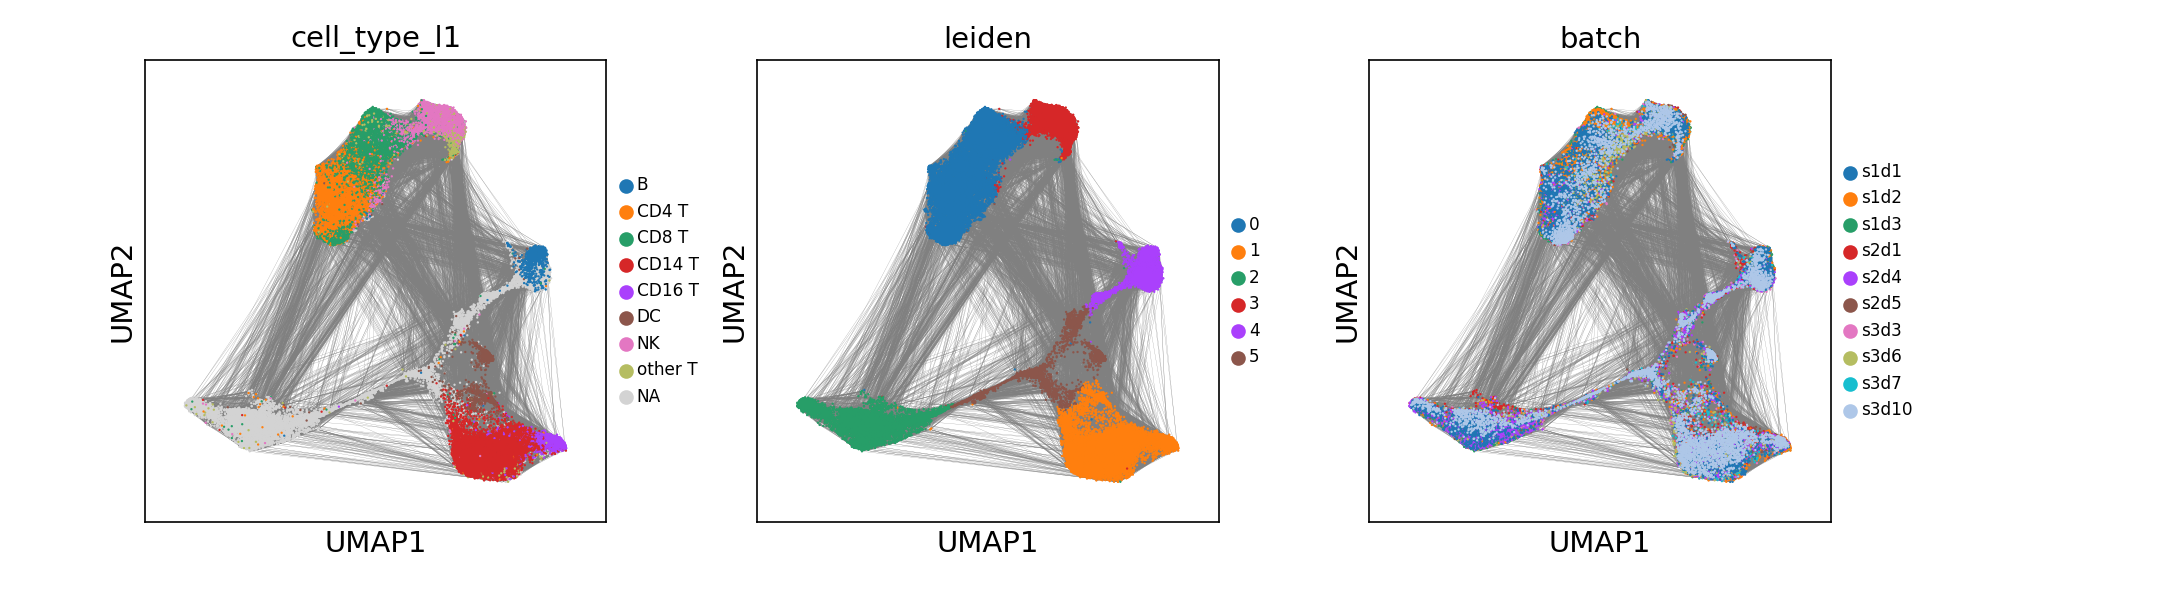 cell_type_l1
UMAP2
UMAP1
B
CD4 T
CD8 T
CD14 T
CD16 T
DC
NK
other T
NA
leiden
UMAP2
UMAP1
0
1
2
3
4
5
batch
UMAP2
UMAP1
s1d1
s1d2
s1d3
s2d1
s2d4
s2d5
s3d3
s3d6
s3d7
s3d10